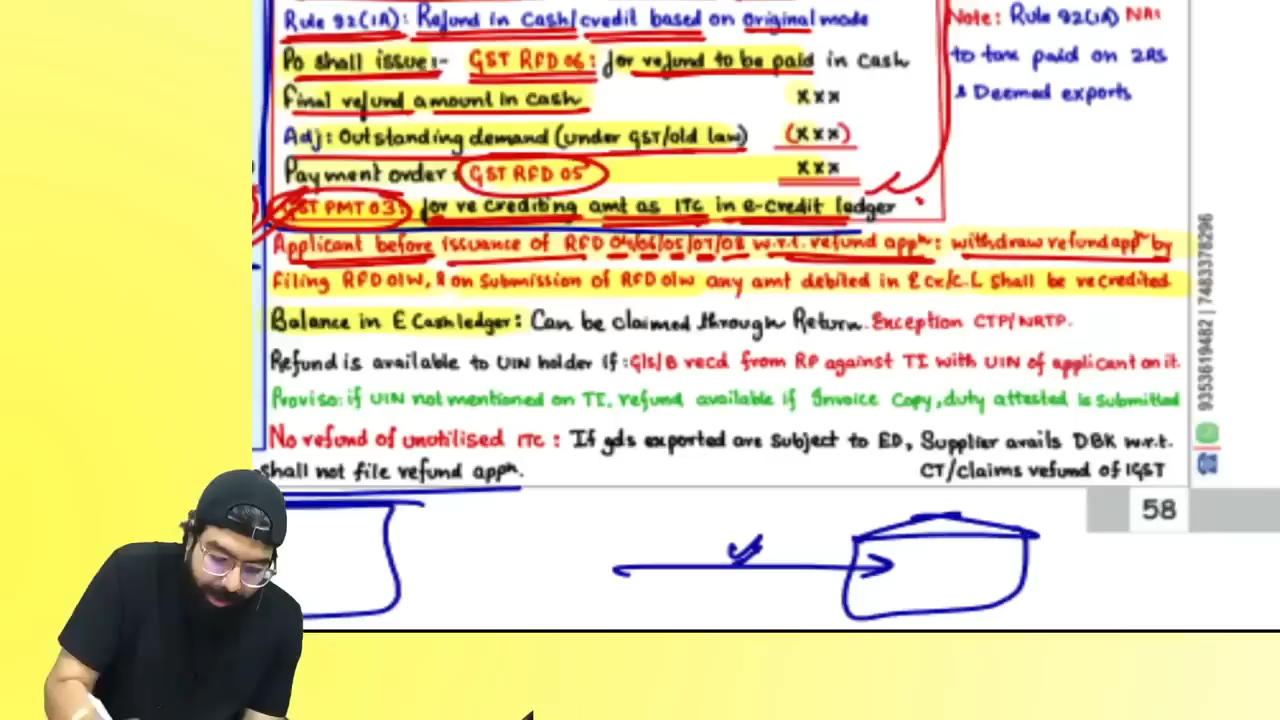 Rule 92(1A): Refund in Cash/credit based on original mode
Po shall issue:- GST RFD 06: for refund to be paid in cash
Final refund amount in cash xxx
Adj: Outstanding demand (under GST/old law) (xxx)
Payment order: GST RFD 05 xxx
GST PMT 03: for re crediting amt as ITC in e-credit ledger
Note: Rule 92(1A) NA:
to tax paid on ZRS
& Deemed exports
Applicant before issuance of RFD 04/06/05/07/08 w.r.t. refund appn: withdraw refund appn by
Filing RFD 01W, & on Submission of RFD 01W any amt debited in E Cr/C.L Shall be recredited
Balance in E Cash ledger: Can be claimed through Return. Exception CTP/NRTP.
Refund is available to UIN holder if: G/S/B recd from RP against TI with UIN of applicant on it.
Proviso: if UIN not mentioned on TI, refund available if Invoice Copy, duty attested is Submitted
No refund of unutilised ITC: If gds exported are Subject to ED, Supplier avails DBK w.r.t.
shall not file refund appn. CT/claims refund of IGST
58
9353619482 | 7483378296